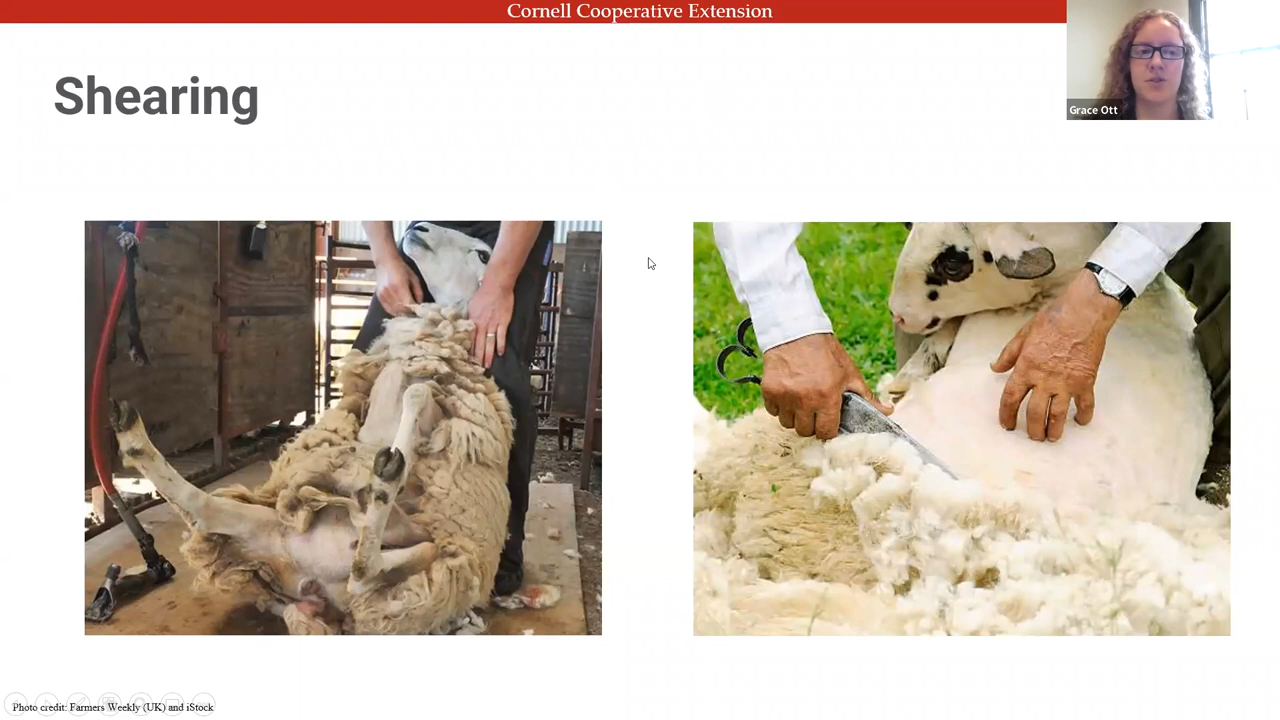 Cornell Cooperative Extension
Grace Ott
Shearing
Photo credit: Farmers Weekly (UK) and iStock